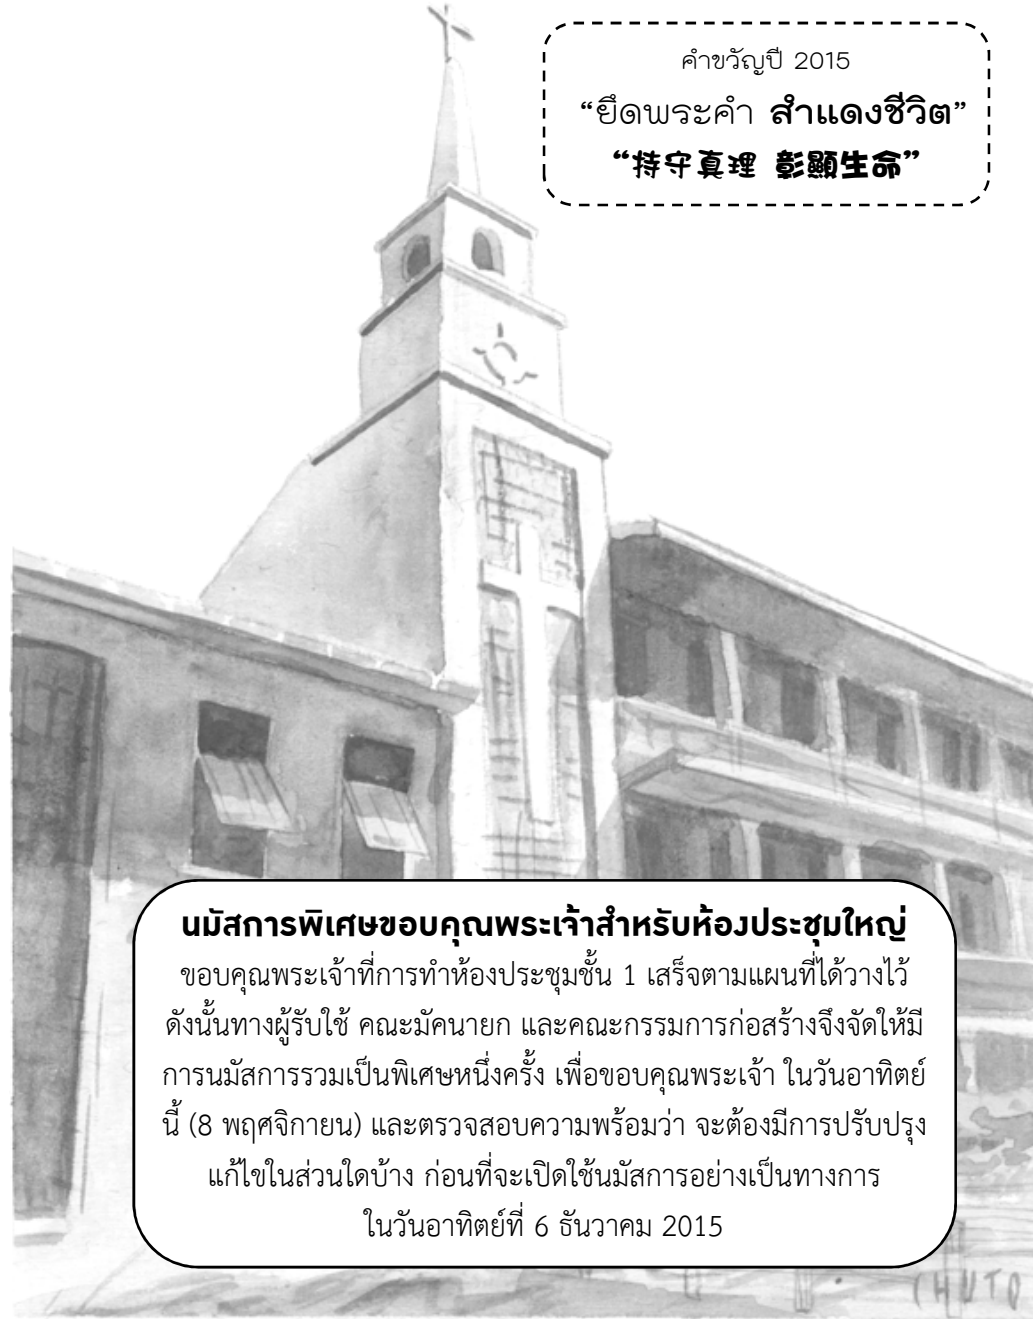 คำขวัญปี 2015
“ยึดพระคำ สำแดงชีวิต”
“持守真理 彰顯生命”
นมัสการพิเศษขอบคุณพระเจ้าสำหรับห้องประชุมใหญ่
ขอบคุณพระเจ้าที่การทำห้องประชุมชั้น 1 เสร็จตามแผนที่ได้วางไว้
ดังนั้นทางผู้รับใช้ คณะมัคนายก และคณะกรรมการก่อสร้างจึงจัดให้มี
การนมัสการรวมเป็นพิเศษหนึ่งครั้ง เพื่อขอบคุณพระเจ้า ในวันอาทิตย์
นี้ (8 พฤศจิกายน) และตรวจสอบความพร้อมว่า จะต้องมีการปรับปรุง
แก้ไขในส่วนใดบ้าง ก่อนที่จะเปิดใช้นมัสการอย่างเป็นทางการ
ในวันอาทิตย์ที่ 6 ธันวาคม 2015